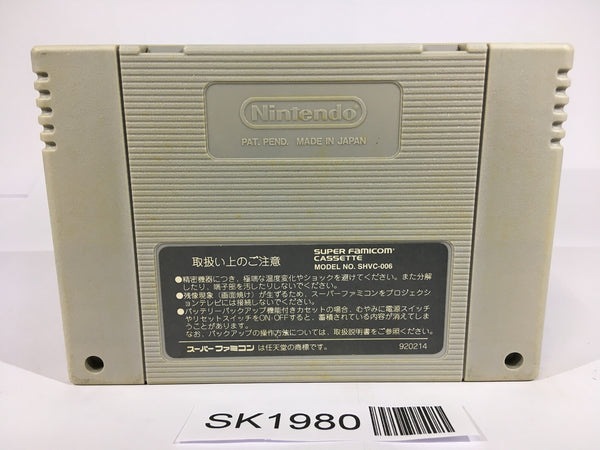 Nintendo
PAT. PEND. MADE IN JAPAN
取扱い上のご注意
SUPER FAMICOM
CASSETTE
MODEL NO. SHVC-006
●精密機器につき、極端な温度変化やショックを避けてください。また分解
したり、端子部を汚したりしないでください。
●残像現象（画面焼け）が生ずるため、スーパーファミコンをプロジェクシ
ョンテレビには接続しないでください。
●バッテリーバックアップ機能付きカセットの場合、むやみに電源スイッチ
やリセットスイッチをON・OFFすると、蓄積されている内容が消えてしま
うことがあります。
なお、バックアップの操作方法については、取扱説明書をご参照ください。
スーパーファミコン は任天堂の商標です。
920214
SK1980